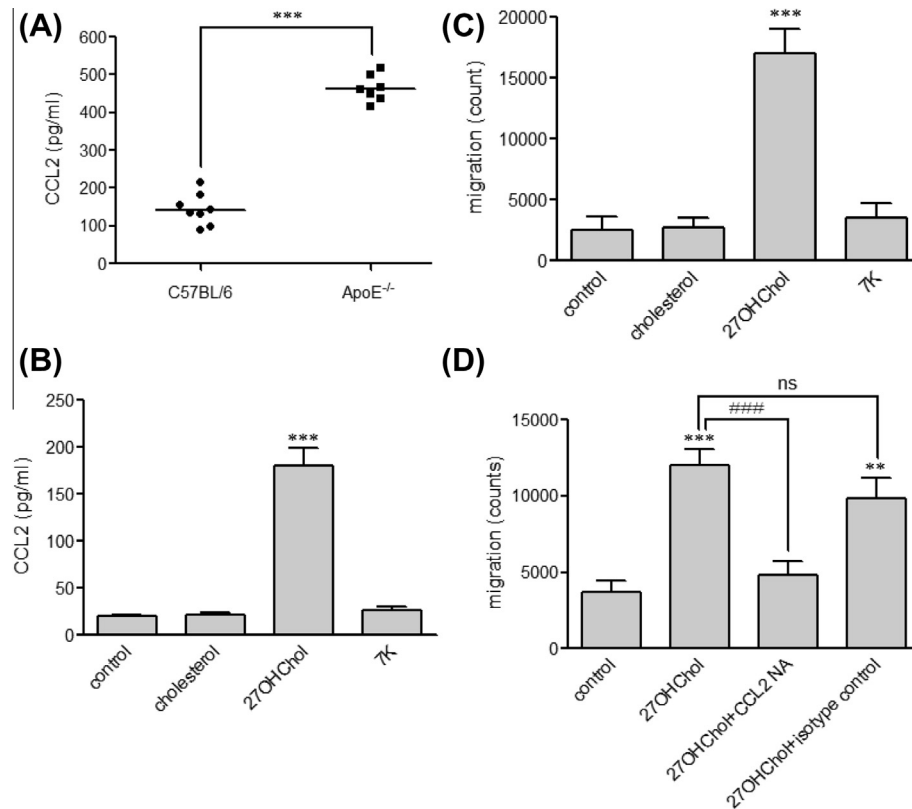 (A)
***
600
500
400
300
200
100
0
CCL2 (pg/ml)
C57BL/6
ApoE-/-
(B)
250
200
150
100
50
0
CCL2 (pg/ml)
***
control
cholesterol
27OHChol
7K
(C)
20000
15000
10000
5000
0
migration (count)
***
control
cholesterol
27OHChol
7K
(D)
ns
###
***
**
15000
10000
5000
0
migration (counts)
control
27OHChol
27OHChol+CCL2 NA
27OHChol+isotype control